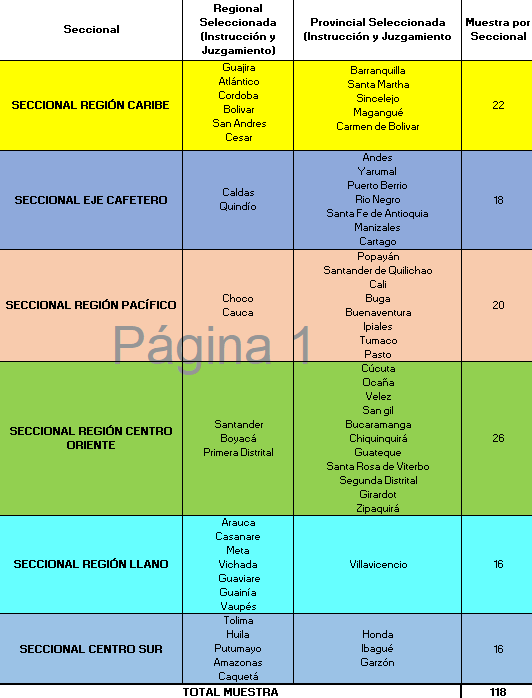 Seccional
Regional Seleccionada (Instrucción y Juzgamiento)
Provincial Seleccionada (Instrucción y Juzgamiento
Muestra por Seccional
SECCIONAL REGIÓN CARIBE
Guajira
Atlántico
Cordoba
Bolivar
San Andres
Cesar
Barranquilla
Santa Martha
Sincelejo
Magangué
Carmen de Bolivar
22
SECCIONAL EJE CAFETERO
Caldas
Quindío
Andes
Yarumal
Puerto Berrio
Rio Negro
Santa Fe de Antioquia
Manizales
Cartago
18
SECCIONAL REGIÓN PACÍFICO
Choco
Cauca
Popayán
Santander de Quilichao
Cali
Buga
Buenaventura
Ipiales
Tumaco
Pasto
20
Página 1
SECCIONAL REGIÓN CENTRO ORIENTE
Santander
Boyacá
Primera Distrital
Cúcuta
Ocaña
Velez
San gil
Bucaramanga
Chiquinquirá
Guateque
Santa Rosa de Viterbo
Segunda Distrital
Girardot
Zipaquirá
26
SECCIONAL REGIÓN LLANO
Arauca
Casanare
Meta
Vichada
Guaviare
Guainía
Vaupés
Villavicencio
16
SECCIONAL CENTRO SUR
Tolima
Huila
Putumayo
Amazonas
Caquetá
Honda
Ibagué
Garzón
16
TOTAL MUESTRA
118